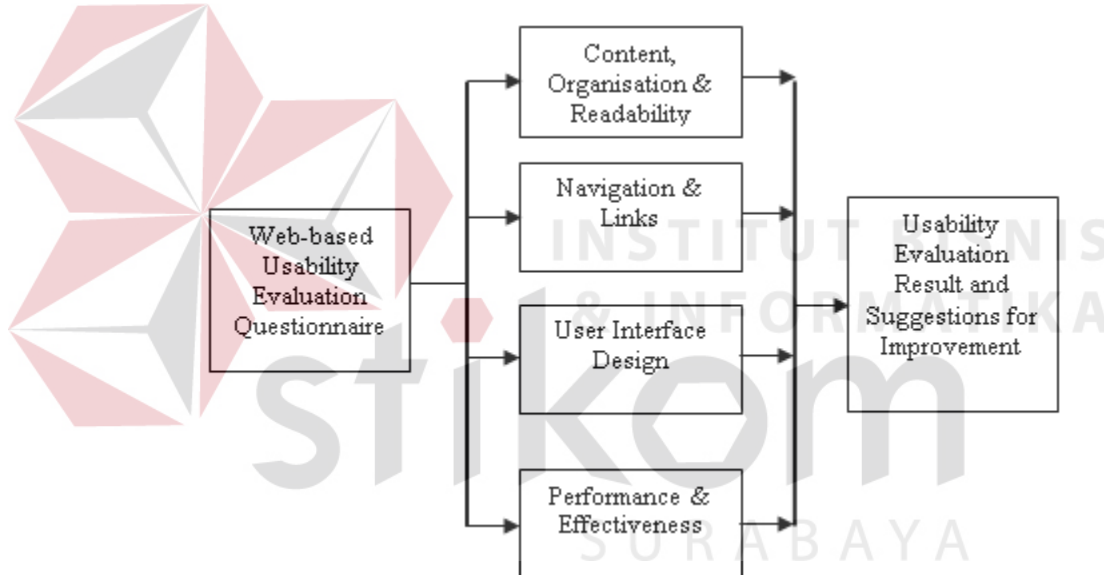 Content,
Organisation &
Readability
Navigation &
Links
Web-based
Usability
Evaluation
Questionnaire
User Interface
Design
Performance &
Effectiveness
Usability
Evaluation
Result and
Suggestions for
Improvement
INSTITUT BISNIS
& INFORMATIKA
stikom
SURABAYA